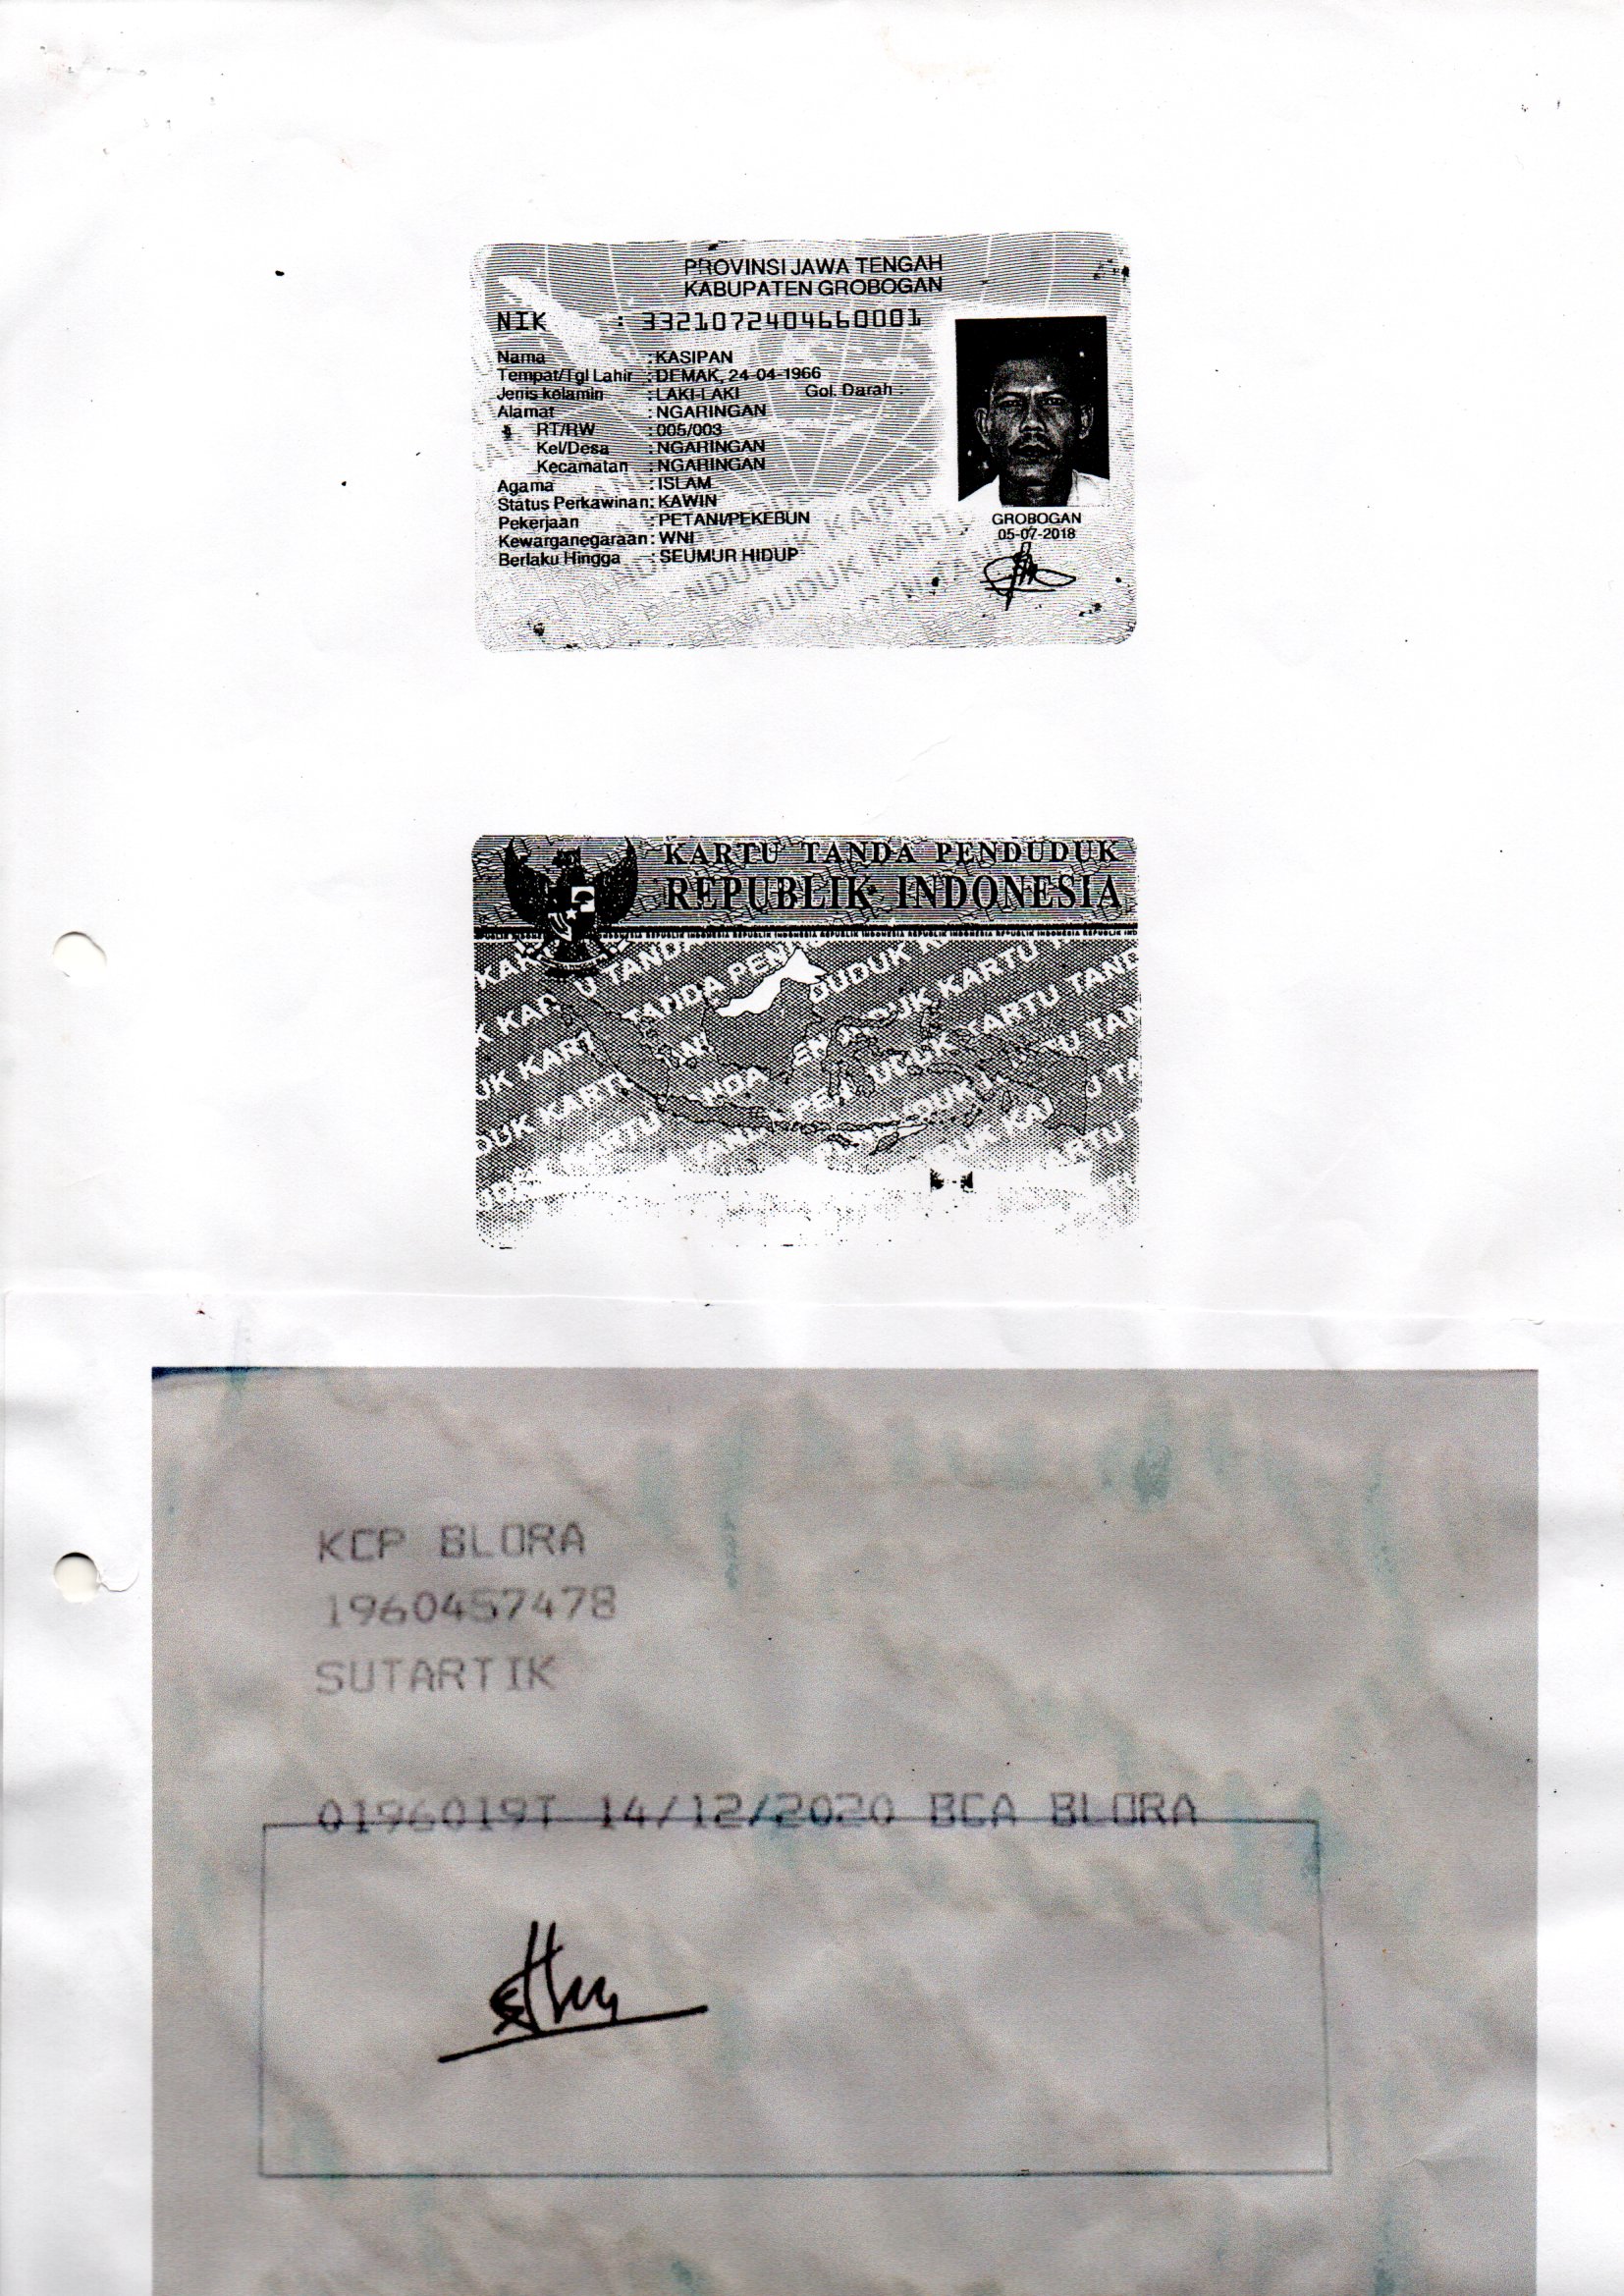 PROVINSI JAWA TENGAH
KABUPATEN GROBOGAN
NIK : 3321072404660001
Nama : KASIPAN
Tempat/Tgl Lahir : DEMAK, 24-04-1966
Jenis kelamin : LAKI-LAKI Gol. Darah :
Alamat : NGARINGAN
RT/RW : 005/003
Kel/Desa : NGARINGAN
Kecamatan : NGARINGAN
Agama : ISLAM
Status Perkawinan: KAWIN
Pekerjaan : PETANI/PEKEBUN
Kewarganegaraan: WNI
Berlaku Hingga : SEUMUR HIDUP
GROBOGAN
05-07-2018
KARTU TANDA PENDUDUK
REPUBLIK INDONESIA
KCP BLORA
1960457478
SUTARTIK
0196019T 14/12/2020 BCA BLORA